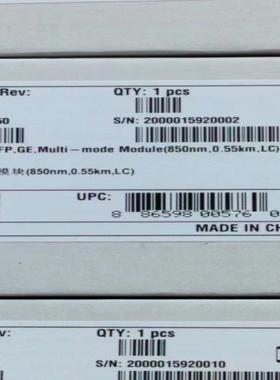 Rev: QTY: 1 pcs
50 S/N: 2000015920002
FP,GE,Multi-mode Module(850nm,0.55km,LC)
模块(850nm,0.55km,LC)
UPC: 8 86598 00576 0
MADE IN CH
v: QTY: 1 pcs
S/N: 2000015920010